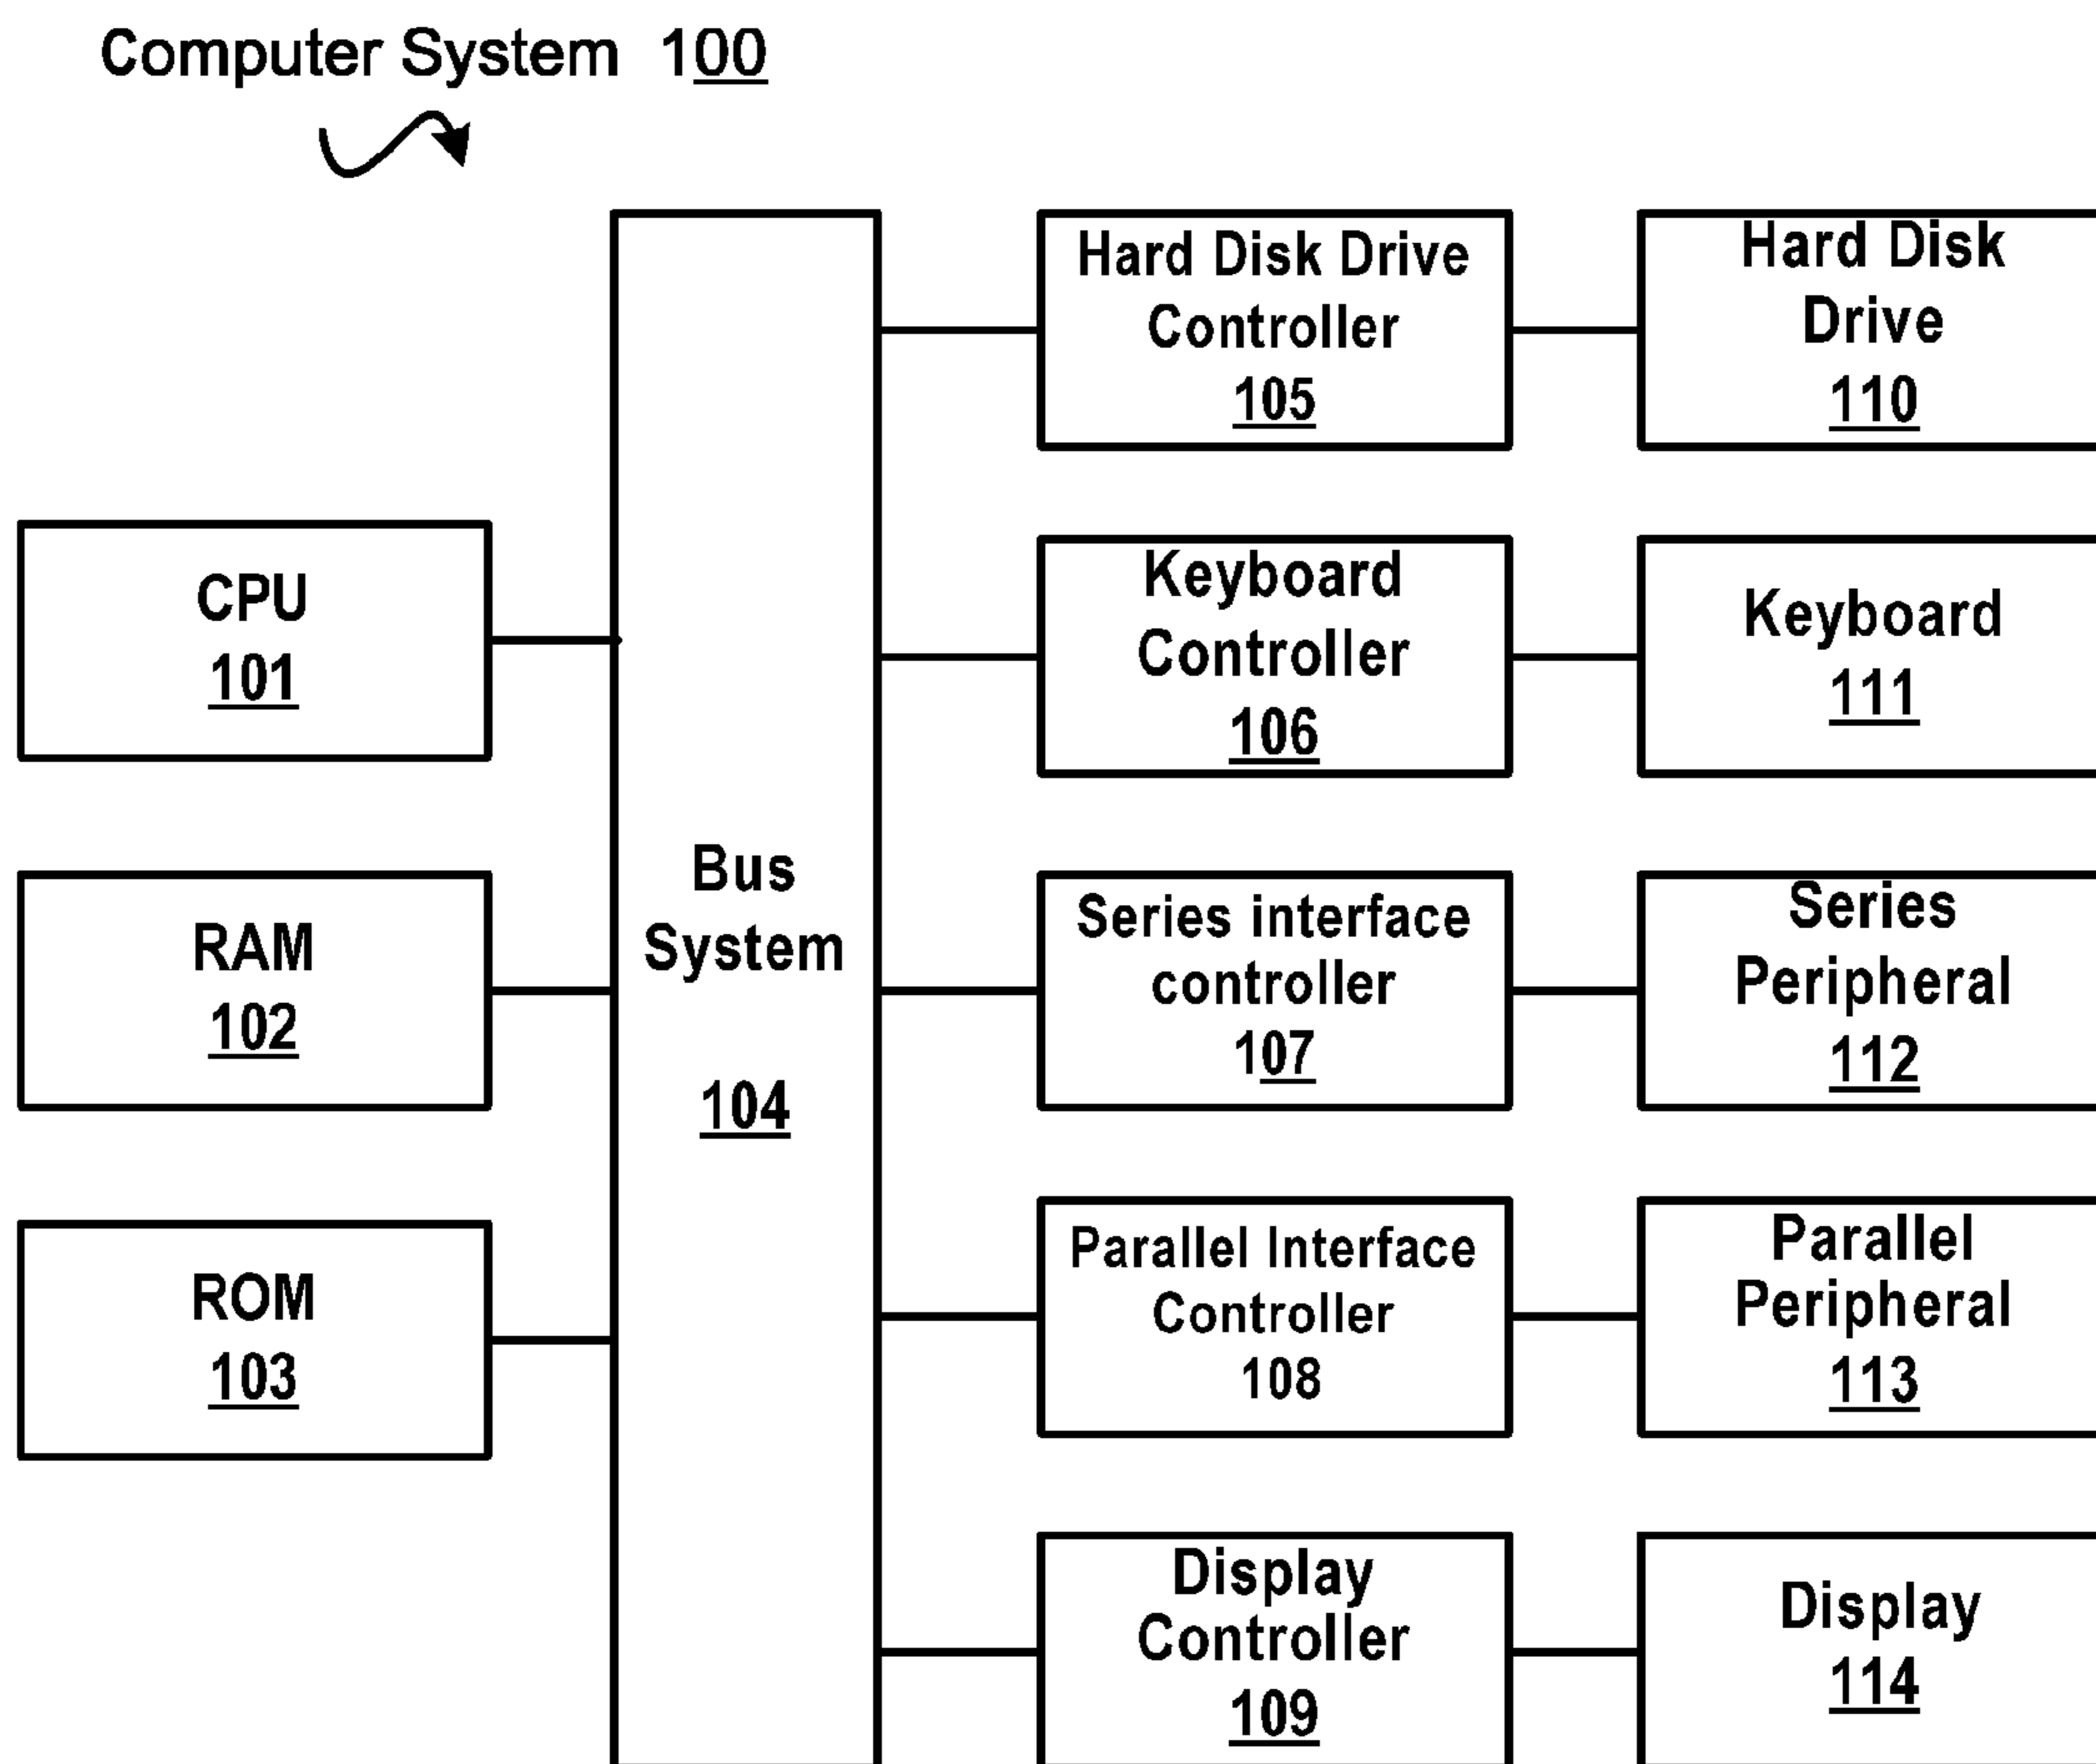 Computer System 100
CPU
101
RAM
102
ROM
103
Bus
System
104
Hard Disk Drive
Controller
105
Keyboard
Controller
106
Series interface
controller
107
Parallel Interface
Controller
108
Display
Controller
109
Hard Disk
Drive
110
Keyboard
111
Series
Peripheral
112
Parallel
Peripheral
113
Display
114